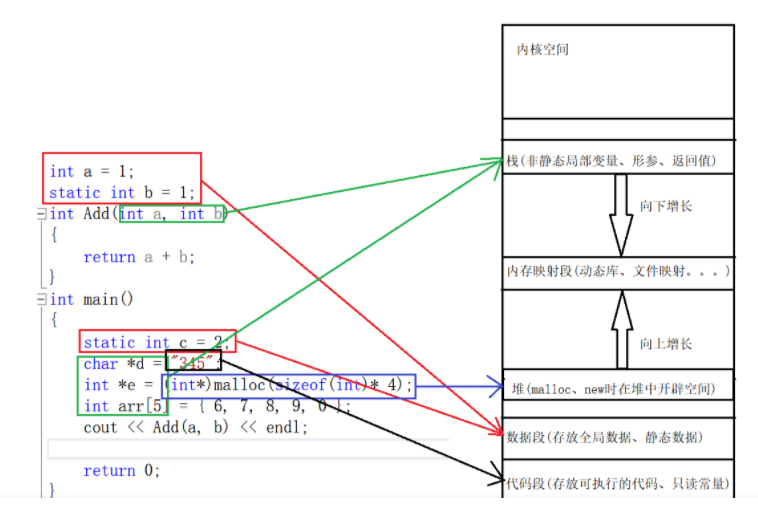 int a = 1;
static int b = 1;
int Add(int a, int b)
{
return a + b;
}
int main()
{
static int c = 2;
char *d = "345";
int *e = (int*)malloc(sizeof(int)* 4);
int arr[5] = { 6, 7, 8, 9, 0 };
cout << Add(a, b) << endl;
return 0;
}
内核空间
栈(非静态局部变量、形参、返回值)
向下增长
内存映射段(动态库、文件映射。。。)
向上增长
堆(malloc、new时在堆中开辟空间)
数据段(存放全局数据、静态数据)
代码段(存放可执行的代码、只读常量)